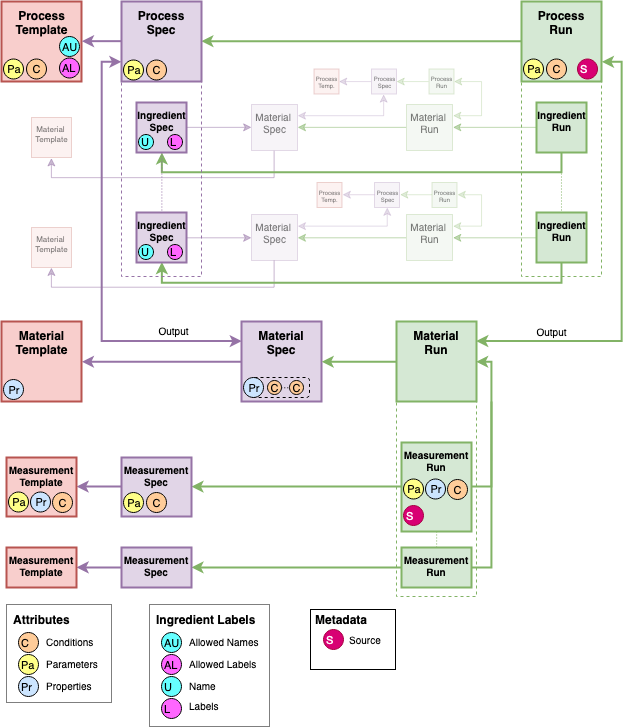 Process
Template
AU
Pa
C
AL
Process
Spec
Pa
C
Process
Run
Pa
C
S
Process
Temp.
Process
Spec
Process
Run
Material
Template
Ingredient
Spec
U
L
Material
Spec
Material
Run
Ingredient
Run
Process
Temp.
Process
Spec
Process
Run
Material
Template
Ingredient
Spec
U
L
Material
Spec
Material
Run
Ingredient
Run
Output
Output
Material
Template
Pr
Material
Spec
Pr
C
C
Material
Run
Measurement
Template
Pa
Pr
C
Measurement
Spec
Pa
C
Measurement
Run
Pa
Pr
C
S
Measurement
Template
Measurement
Spec
Measurement
Run
Attributes
C Conditions
Pa Parameters
Pr Properties
Ingredient Labels
AU Allowed Names
AL Allowed Labels
U Name
L Labels
Metadata
S Source